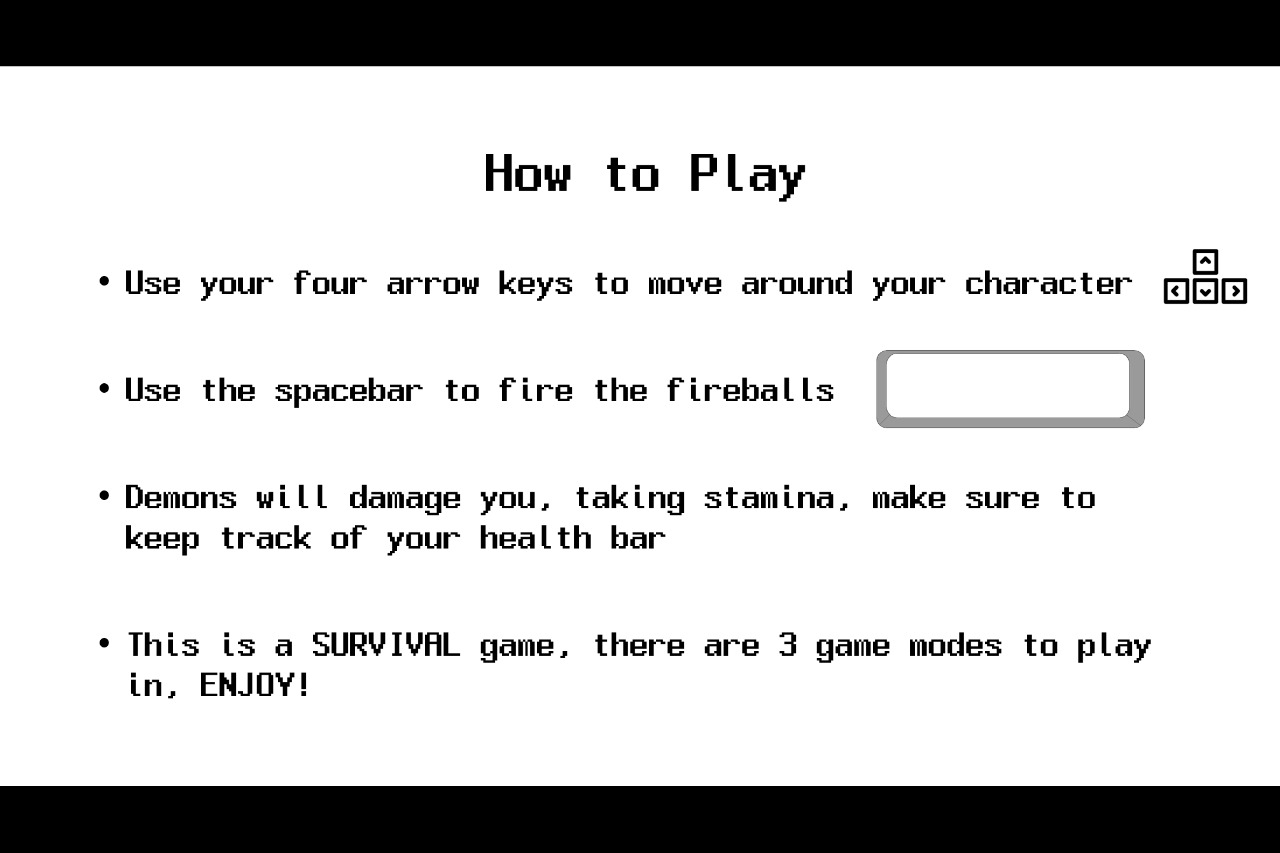 How to Play
• Use your four arrow keys to move around your character
• Use the spacebar to fire the fireballs
• Demons will damage you, taking stamina, make sure to
keep track of your health bar
• This is a SURVIVAL game, there are 3 game modes to play
in, ENJOY!